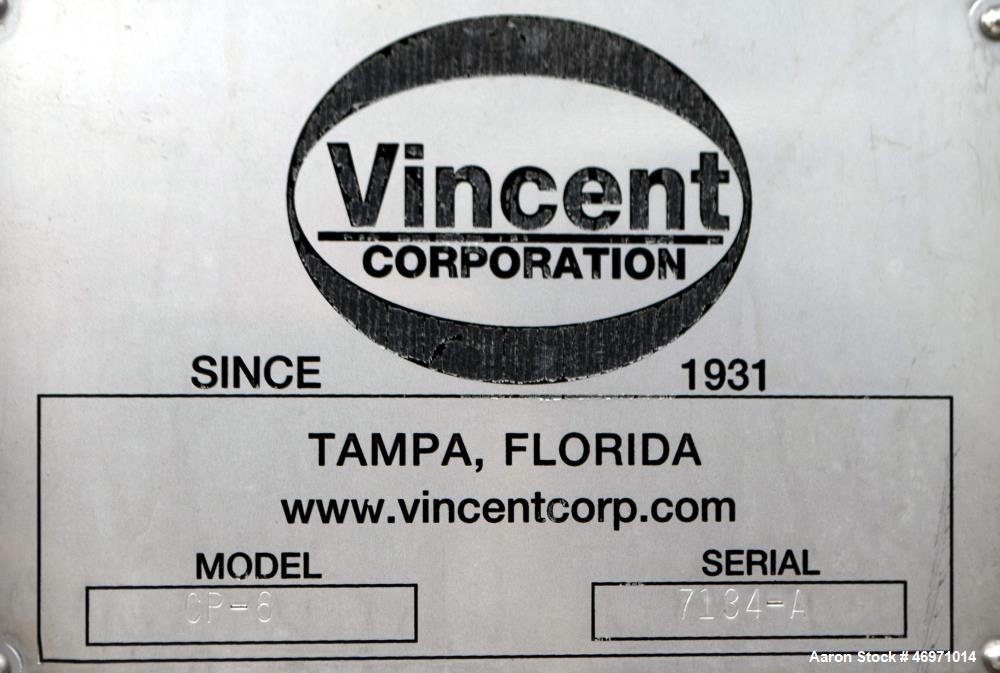 Vincent
CORPORATION
SINCE 1931
TAMPA, FLORIDA
www.vincentcorp.com
MODEL SERIAL
CP-6 7134-A
Aaron Stock # 46971014